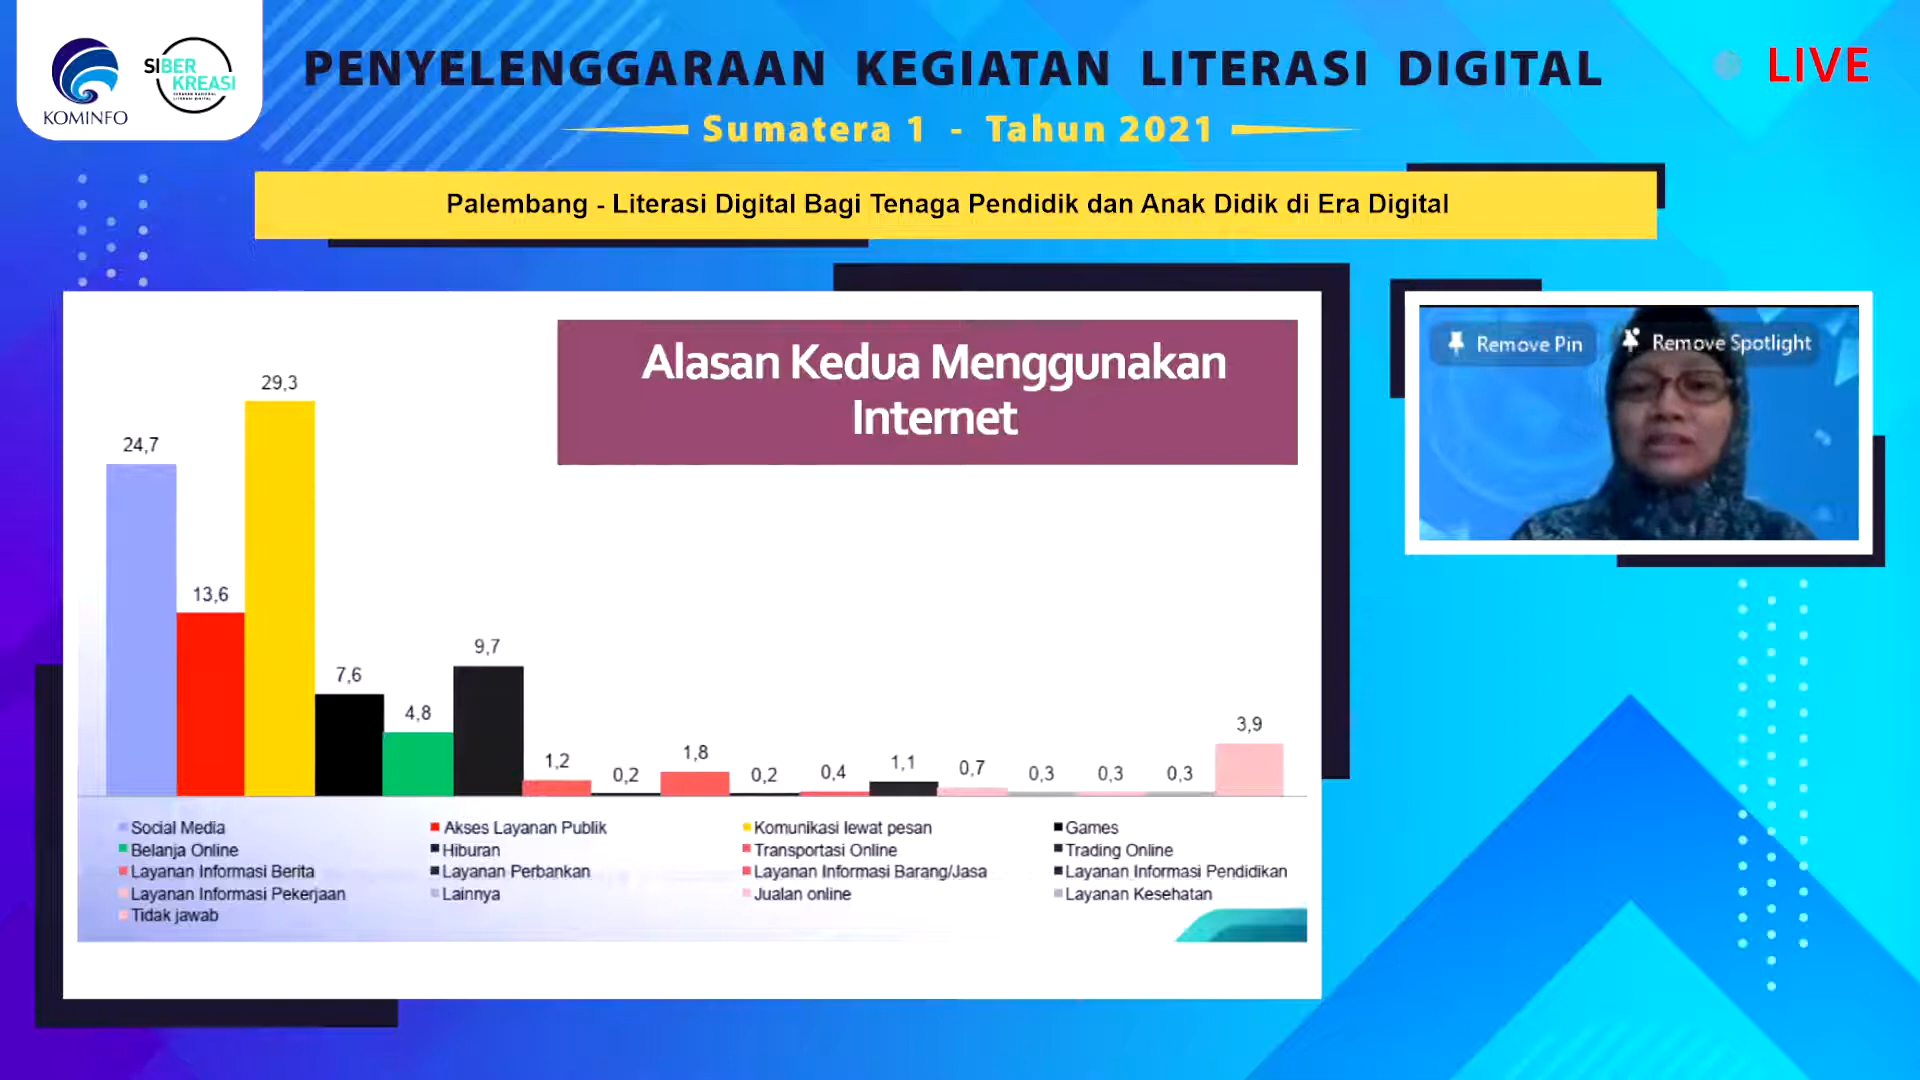 KOMINFO
SIBER
KREASI
PENYELENGGARAAN KEGIATAN LITERASI DIGITAL
LIVE
Sumatera 1 - Tahun 2021
Palembang - Literasi Digital Bagi Tenaga Pendidik dan Anak Didik di Era Digital
Alasan Kedua Menggunakan
Internet
Remove Pin
Remove Spotlight
24,7
13,6
29,3
7,6
4,8
9,7
1,2
0,2
1,8
0,2
0,4
1,1
0,7
0,3
0,3
0,3
3,9
Social Media
Akses Layanan Publik
Komunikasi lewat pesan
Games
Belanja Online
Hiburan
Transportasi Online
Trading Online
Layanan Informasi Berita
Layanan Perbankan
Layanan Informasi Barang/Jasa
Layanan Informasi Pendidikan
Layanan Informasi Pekerjaan
Lainnya
Jualan online
Layanan Kesehatan
Tidak jawab